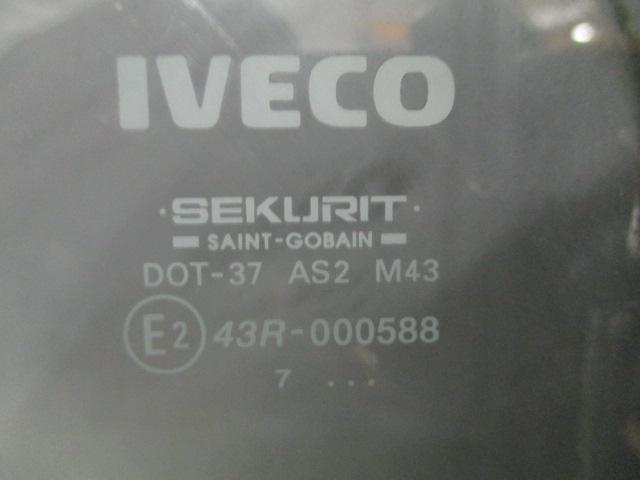 IVECO
·SEKURIT·
SAINT-GOBAIN
DOT-37 AS2 M43
E2 43R-000588
7 ...